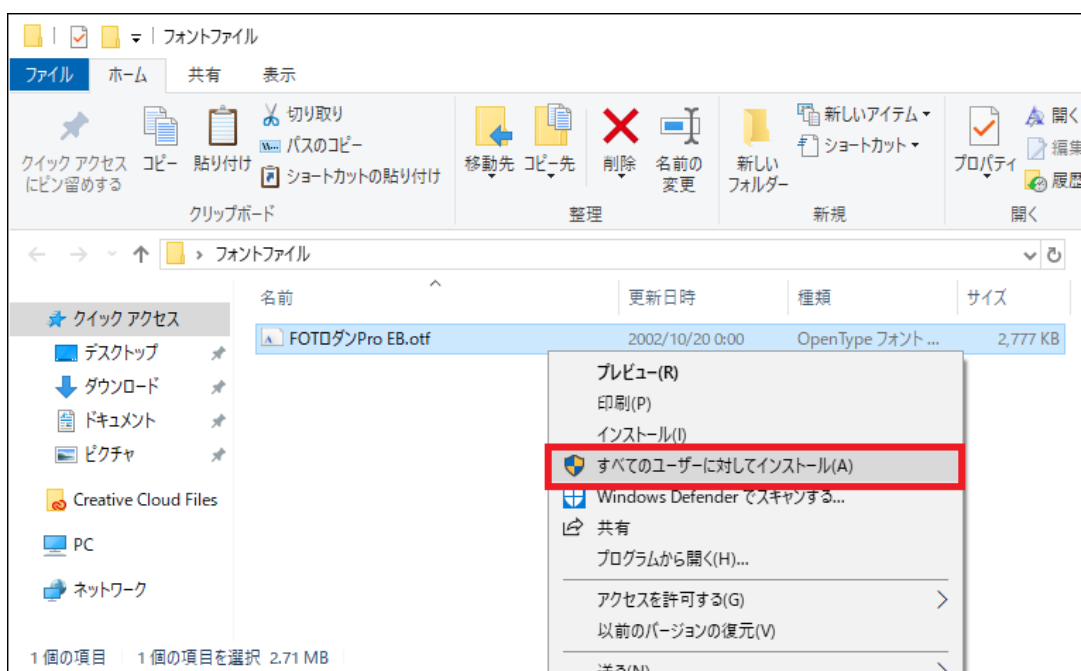 フォントファイル
ファイル ホーム 共有 表示
クイック アクセス
にピン留めする
コピー
貼り付け
切り取り
パスのコピー
ショートカットの貼り付け
クリップボード
移動先
コピー先
削除
名前の
変更
整理
新しい
フォルダー
新しいアイテム
ショートカット
新規
プロパティ
開く
編集
履歴
開く
フォントファイル
名前 更新日時 種類 サイズ
FOTロダンPro EB.otf 2002/10/20 0:00 OpenType フォント ... 2,777 KB
クイック アクセス
デスクトップ
ダウンロード
ドキュメント
ピクチャ
Creative Cloud Files
PC
ネットワーク
プレビュー(R)
印刷(P)
インストール(I)
すべてのユーザーに対してインストール(A)
Windows Defender でスキャンする...
共有
プログラムから開く(H)...
アクセスを許可する(G)
以前のバージョンの復元(V)
送る(N)
1 個の項目 1 個の項目を選択 2.71 MB